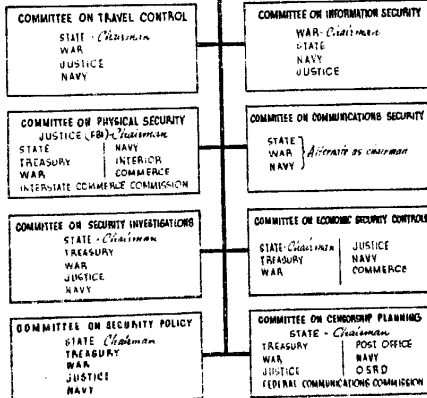 COMMITTEE ON TRAVEL CONTROL
STATE - Chairman
WAR
JUSTICE
NAVY
COMMITTEE ON INFORMATION SECURITY
WAR - Chairman
STATE
NAVY
JUSTICE
COMMITTEE ON PHYSICAL SECURITY
JUSTICE (FBI) - Chairman
STATE NAVY
TREASURY INTERIOR
WAR COMMERCE
INTERSTATE COMMERCE COMMISSION
COMMITTEE ON COMMUNICATIONS SECURITY
STATE
WAR Alternate as chairman
NAVY
COMMITTEE ON SECURITY INVESTIGATIONS
STATE - Chairman
TREASURY
WAR
JUSTICE
NAVY
COMMITTEE ON ECONOMIC SECURITY CONTROLS
STATE - Chairman JUSTICE
TREASURY NAVY
WAR COMMERCE
COMMITTEE ON SECURITY POLICY
STATE Chairman
TREASURY
WAR
JUSTICE
NAVY
COMMITTEE ON CENSORSHIP PLANNING
STATE - Chairman
TREASURY POST OFFICE
WAR NAVY
JUSTICE OSRD
FEDERAL COMMUNICATIONS COMMISSION